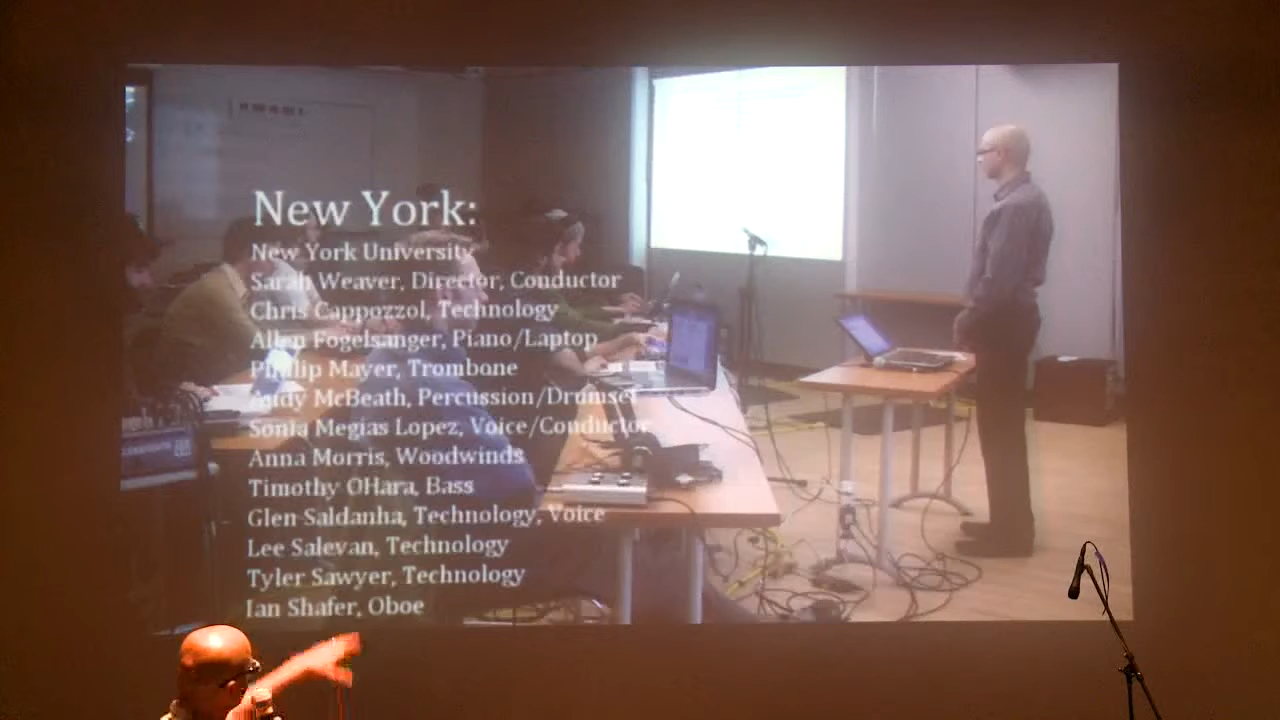 New York:
New York University
Sarah Weaver, Director, Conductor
Chris Cappozzol, Technology
Allen Fogelsanger, Piano/Laptop
Phillip Mayer, Trombone
Andy McBeath, Percussion/Drumset
Sonia Megias Lopez, Voice/Conductor
Anna Morris, Woodwinds
Timothy OHara, Bass
Glen Saldanha, Technology, Voice
Lee Salevan, Technology
Tyler Sawyer, Technology
Ian Shafer, Oboe